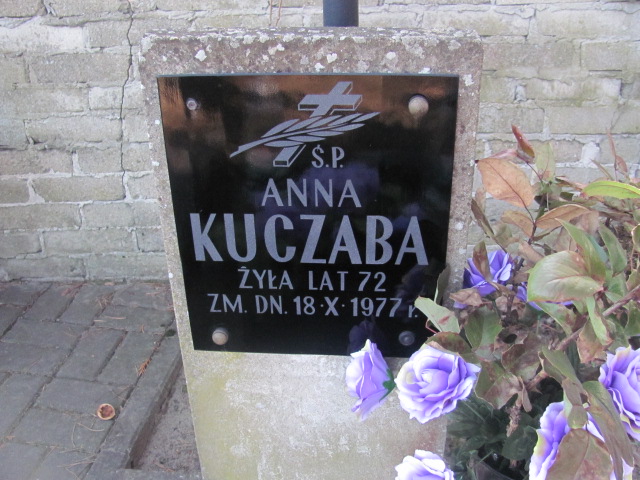 Ś.P.
ANNA
KUCZABA
ŻYŁA LAT 72
ZM. DN. 18·X·1977 r.